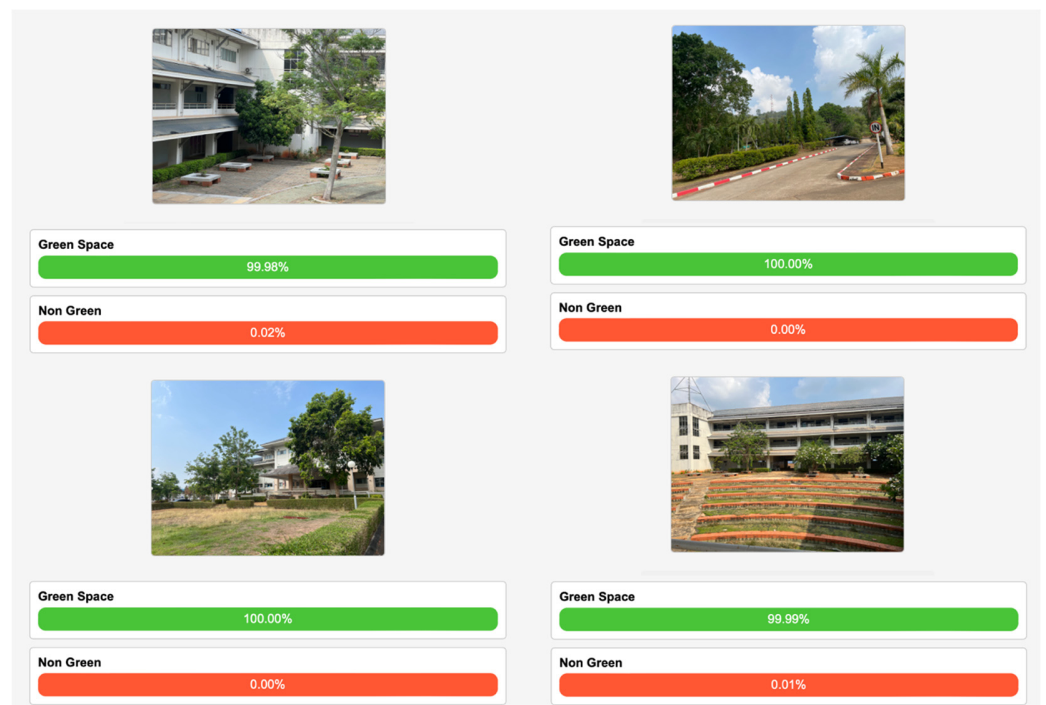 IN
Green Space
99.98%
Non Green
0.02%
Green Space
100.00%
Non Green
0.00%
Green Space
100.00%
Non Green
0.00%
Green Space
99.99%
Non Green
0.01%